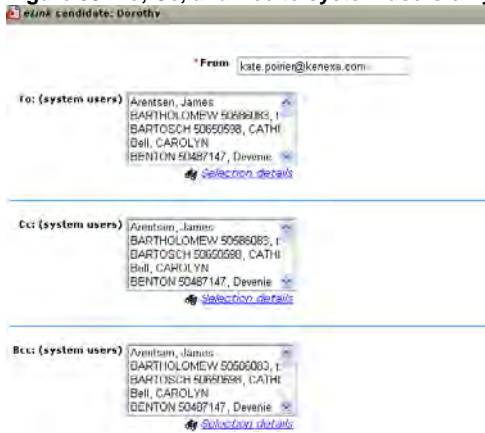 eLink candidate: Dorothy
*From kate.poirier@kenexa.com
To: (system users) Arentsen, James
BARTHOLOMEW 50586083, t
BARTOSCH 50650598, CATHI
Bell, CAROLYN
BENTON 50487147, Devenie
Selection details
Cc: (system users) Arentsen, James
BARTHOLOMEW 50586083, t
BARTOSCH 50650598, CATHI
Bell, CAROLYN
BENTON 50487147, Devenie
Selection details
Bcc: (system users) Arentsen, James
BARTHOLOMEW 50586083, t
BARTOSCH 50650598, CATHI
Bell, CAROLYN
BENTON 50487147, Devenie
Selection details